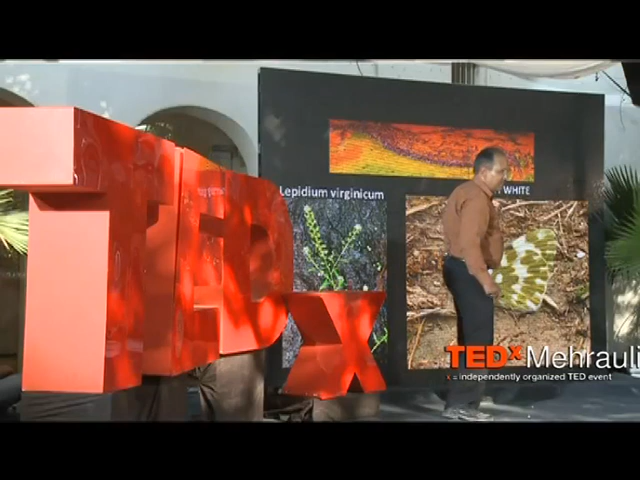 TEDx
Lepidium virginicum
WHITE
TEDx Mehrauli
x = independently organized TED event